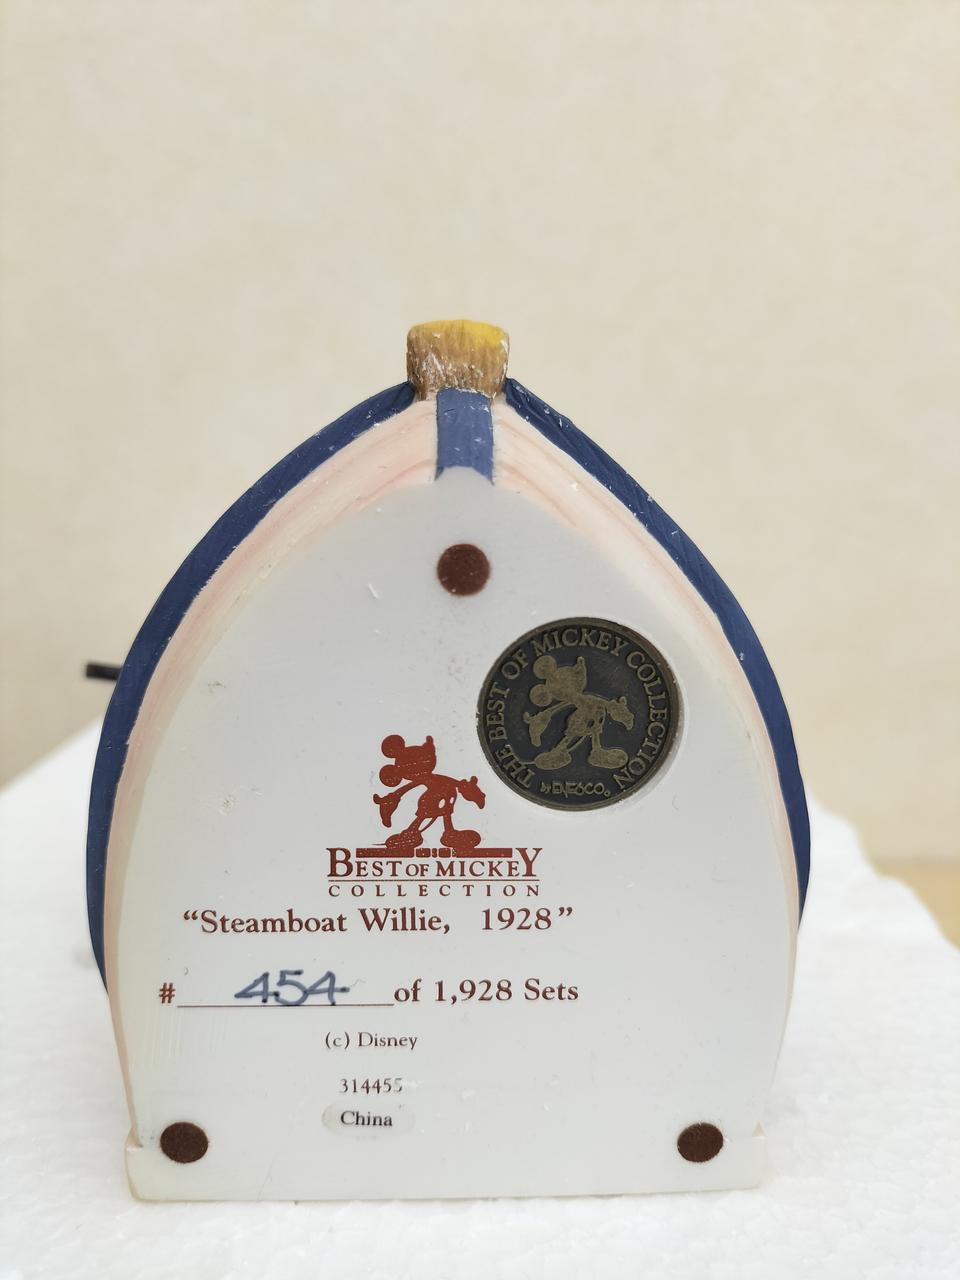 THE BEST OF MICKEY COLLECTION
by ENESCO
BEST OF MICKEY
COLLECTION
“Steamboat Willie, 1928”
# 454 of 1,928 Sets
(c) Disney
314455
China